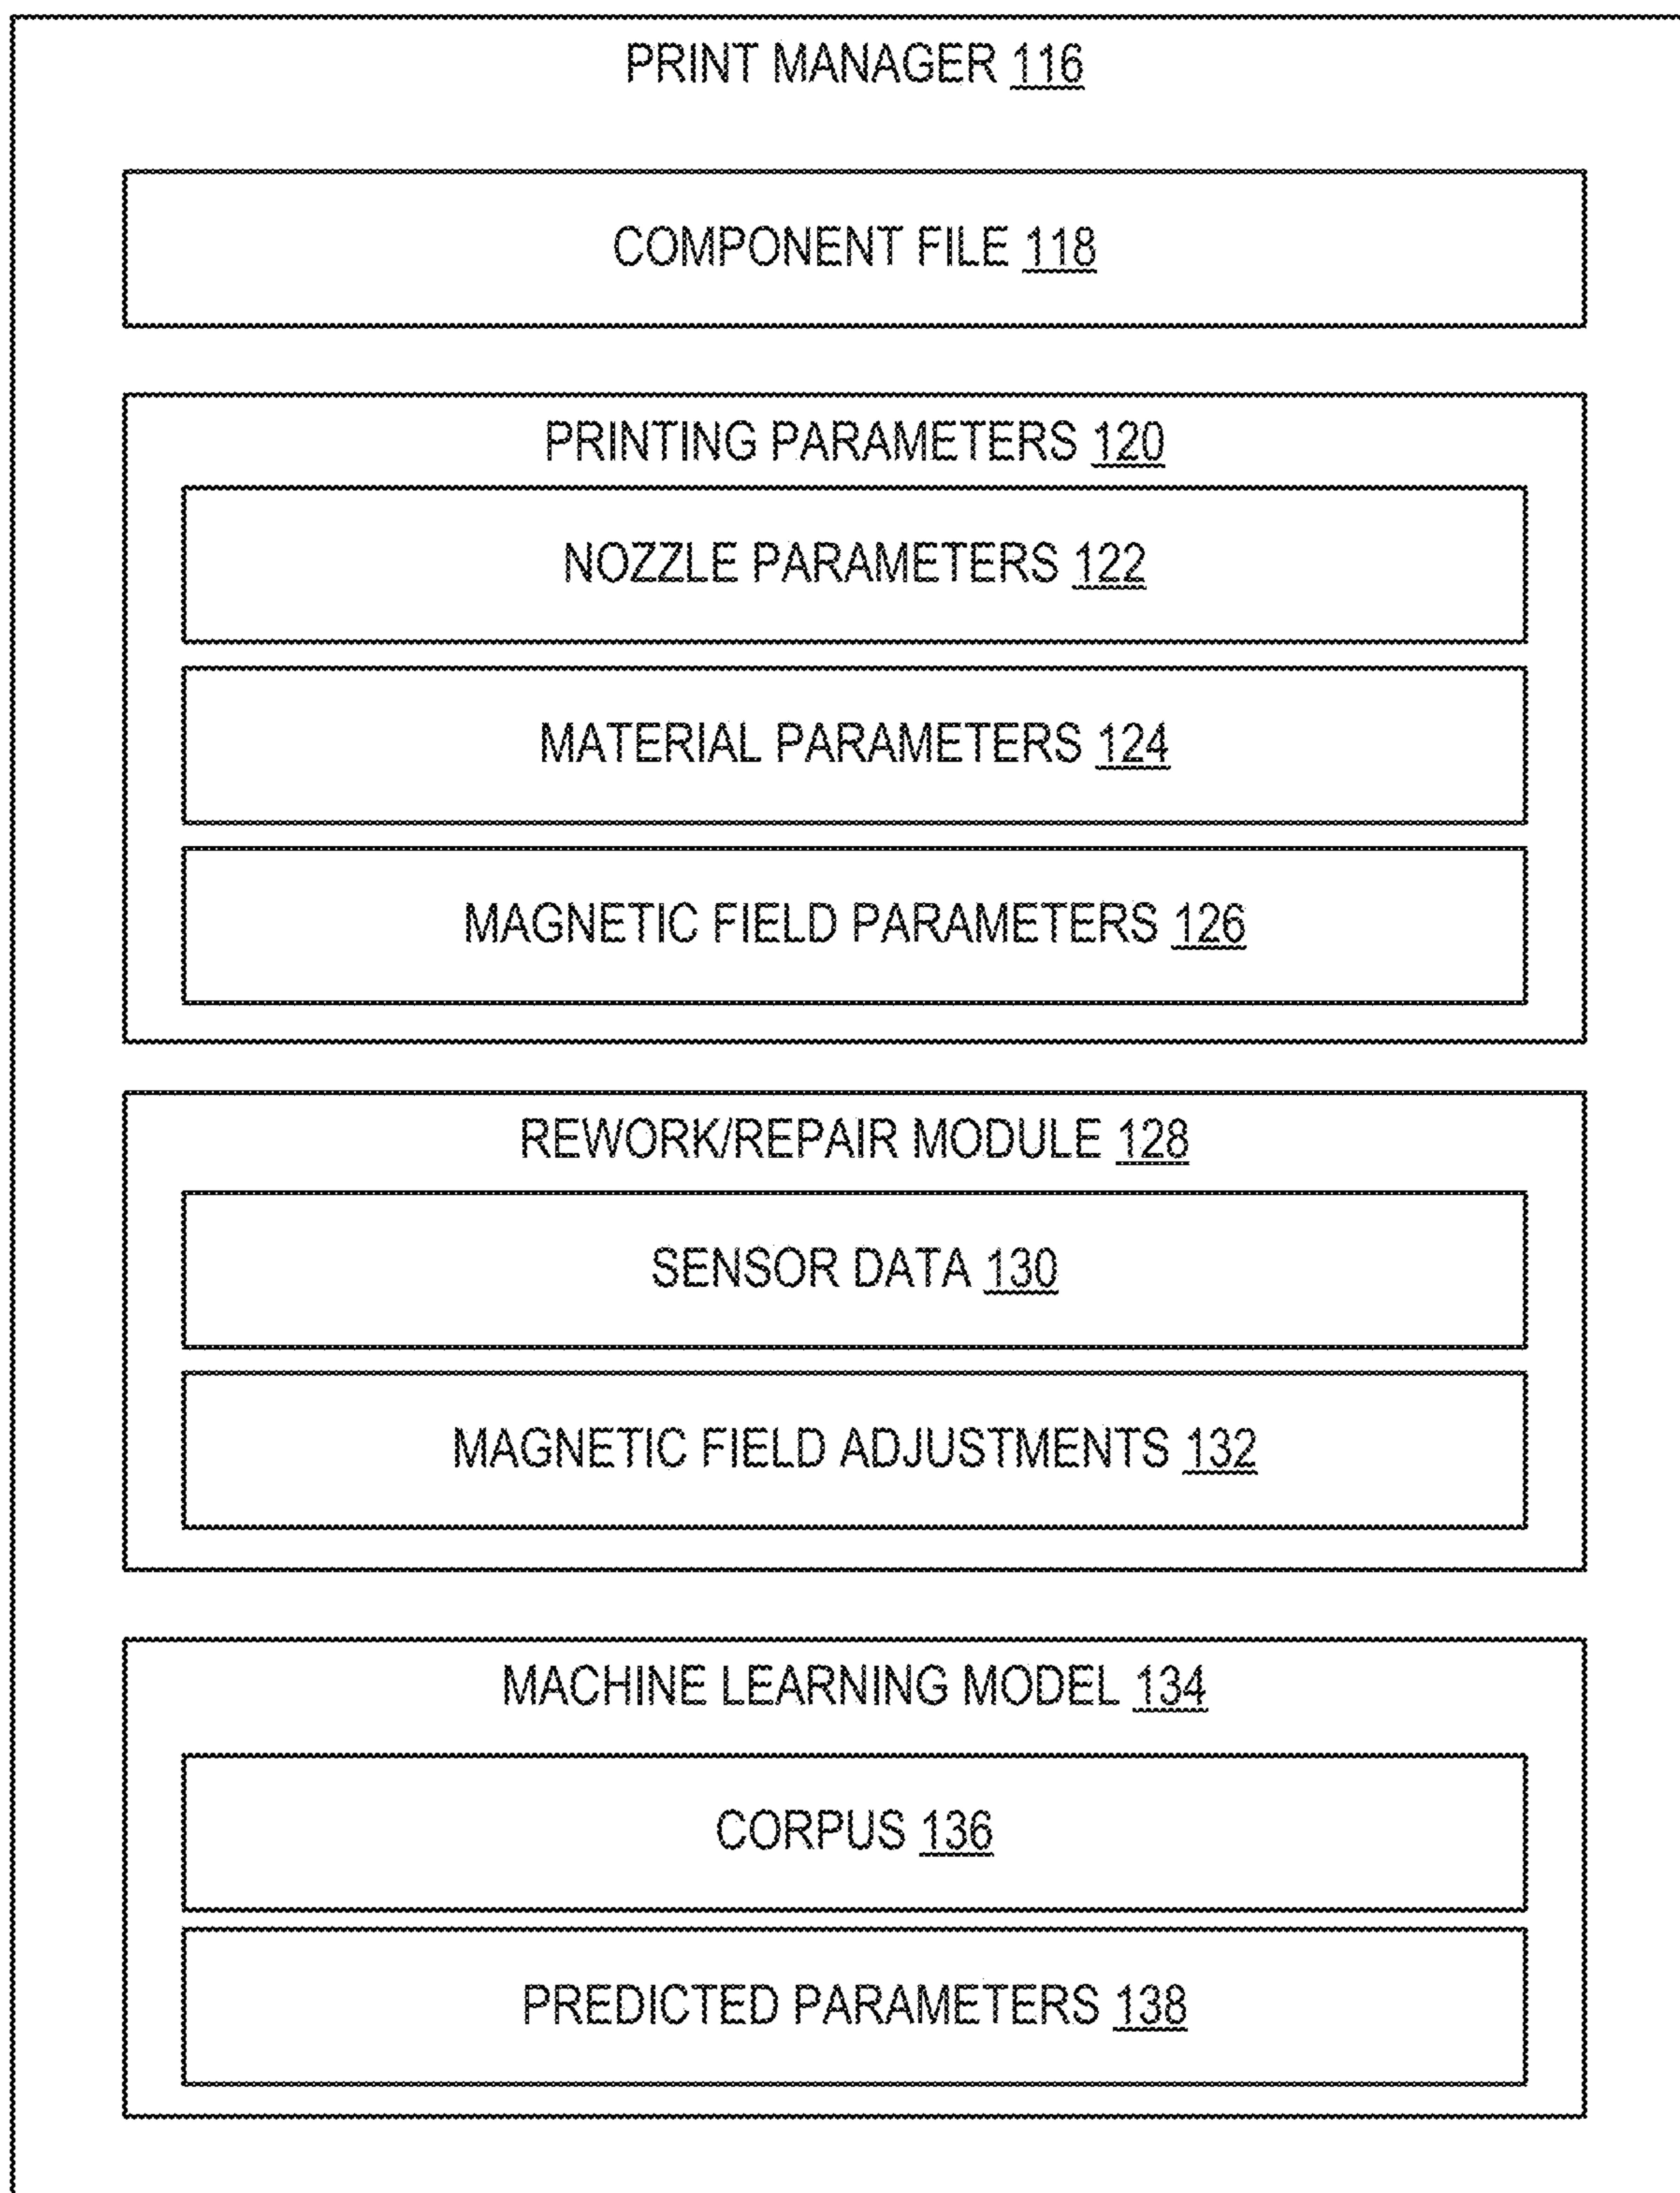 PRINT MANAGER 116
COMPONENT FILE 118
PRINTING PARAMETERS 120
NOZZLE PARAMETERS 122
MATERIAL PARAMETERS 124
MAGNETIC FIELD PARAMETERS 126
REWORK/REPAIR MODULE 128
SENSOR DATA 130
MAGNETIC FIELD ADJUSTMENTS 132
MACHINE LEARNING MODEL 134
CORPUS 136
PREDICTED PARAMETERS 138